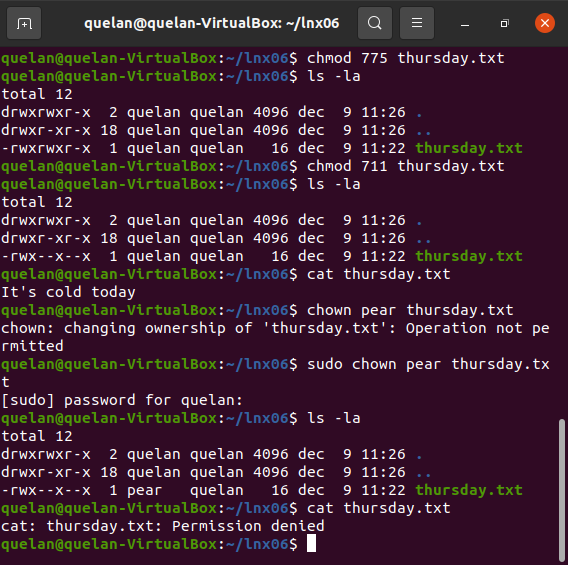 quelan@quelan-VirtualBox: ~/lnx06
quelan@quelan-VirtualBox:~/lnx06$ chmod 775 thursday.txt
quelan@quelan-VirtualBox:~/lnx06$ ls -la
total 12
drwxrwxr-x  2 quelan quelan 4096 dec  9 11:26 .
drwxr-xr-x 18 quelan quelan 4096 dec  9 11:26 ..
-rwxrwxr-x  1 quelan quelan   16 dec  9 11:22 thursday.txt
quelan@quelan-VirtualBox:~/lnx06$ chmod 711 thursday.txt
quelan@quelan-VirtualBox:~/lnx06$ ls -la
total 12
drwxrwxr-x  2 quelan quelan 4096 dec  9 11:26 .
drwxr-xr-x 18 quelan quelan 4096 dec  9 11:26 ..
-rwx--x--x  1 quelan quelan   16 dec  9 11:22 thursday.txt
quelan@quelan-VirtualBox:~/lnx06$ cat thursday.txt
It's cold today
quelan@quelan-VirtualBox:~/lnx06$ chown pear thursday.txt
chown: changing ownership of 'thursday.txt': Operation not pe
rmitted
quelan@quelan-VirtualBox:~/lnx06$ sudo chown pear thursday.tx
t
[sudo] password for quelan:
quelan@quelan-VirtualBox:~/lnx06$ ls -la
total 12
drwxrwxr-x  2 quelan quelan 4096 dec  9 11:26 .
drwxr-xr-x 18 quelan quelan 4096 dec  9 11:26 ..
-rwx--x--x  1 pear   quelan   16 dec  9 11:22 thursday.txt
quelan@quelan-VirtualBox:~/lnx06$ cat thursday.txt
cat: thursday.txt: Permission denied
quelan@quelan-VirtualBox:~/lnx06$